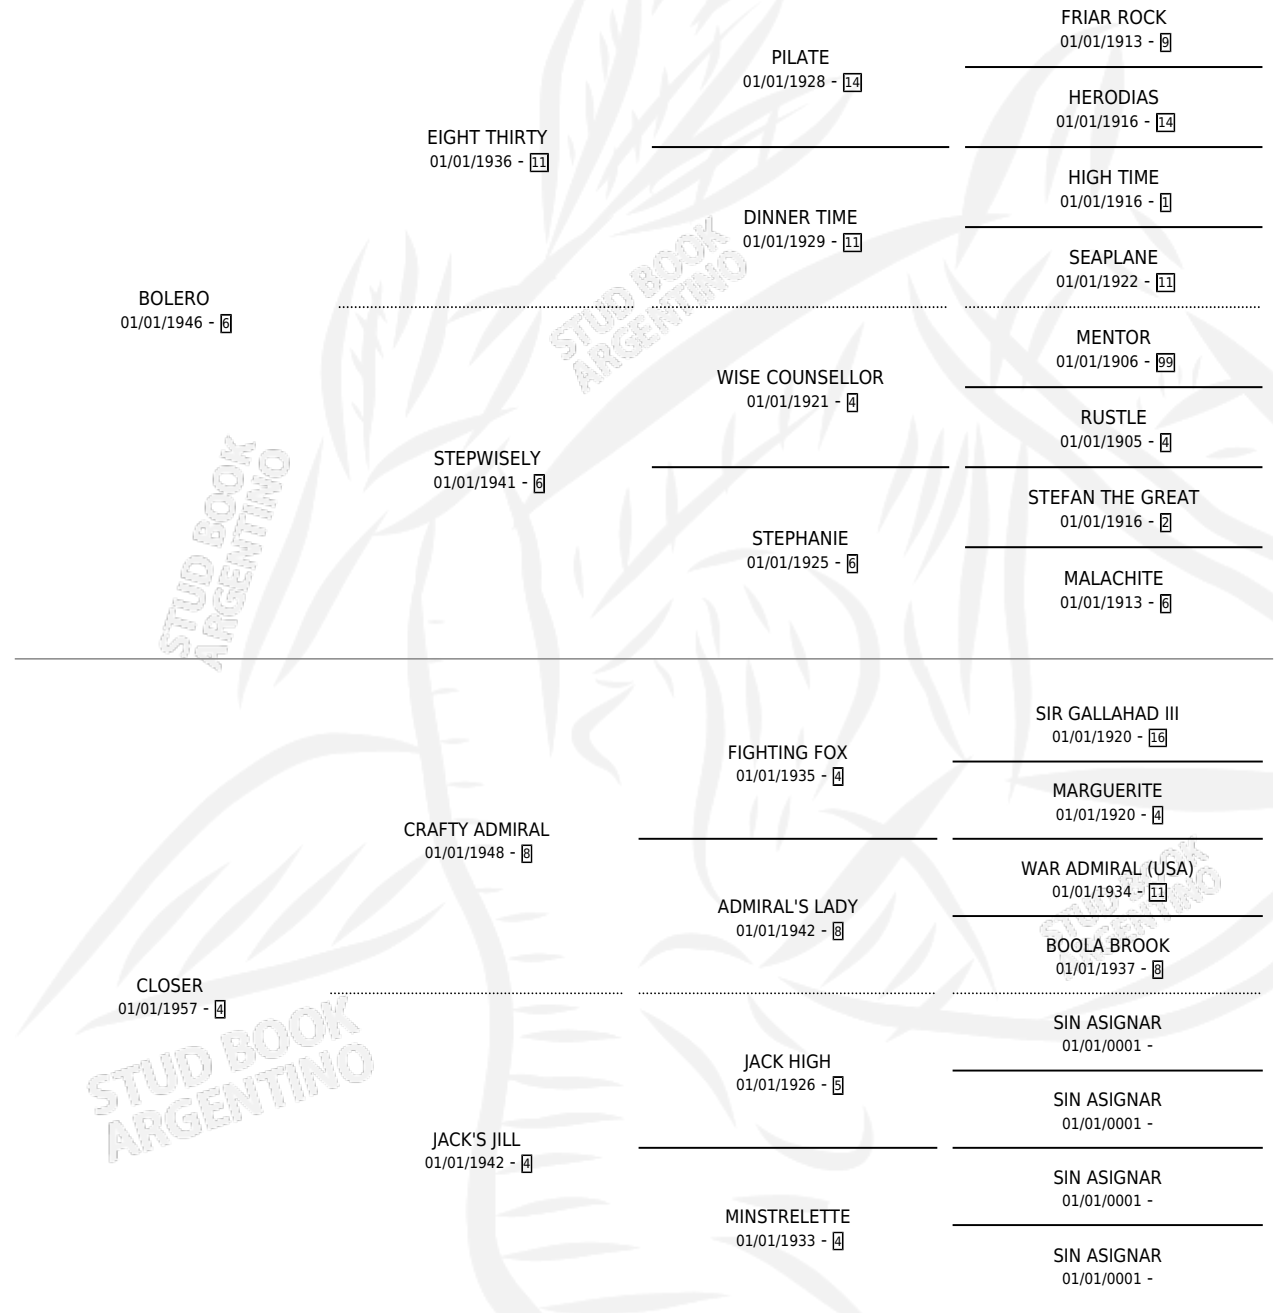 FRIAR ROCK
01/01/1913 - 9
PILATE
01/01/1928 - 14
HERODIAS
01/01/1916 - 14
EIGHT THIRTY
01/01/1936 - 11
HIGH TIME
01/01/1916 - 1
DINNER TIME
01/01/1929 - 11
SEAPLANE
01/01/1922 - 11
BOLERO
01/01/1946 - 6
STUD BOOK
ARGENTINO
MENTOR
01/01/1906 - 99
WISE COUNSELLOR
01/01/1921 - 4
RUSTLE
01/01/1905 - 4
STEPWISELY
01/01/1941 - 6
STEFAN THE GREAT
01/01/1916 - 2
STEPHANIE
01/01/1925 - 6
MALACHITE
01/01/1913 - 6
STUD BOOK
ARGENTINO
SIR GALLAHAD III
01/01/1920 - 16
FIGHTING FOX
01/01/1935 - 4
MARGUERITE
01/01/1920 - 4
CRAFTY ADMIRAL
01/01/1948 - 8
WAR ADMIRAL (USA)
01/01/1934 - 11
ADMIRAL'S LADY
01/01/1942 - 8
BOOLA BROOK
01/01/1937 - 8
STUD BOOK
ARGENTINO
CLOSER
01/01/1957 - 4
SIN ASIGNAR
01/01/0001 -
JACK HIGH
01/01/1926 - 5
SIN ASIGNAR
01/01/0001 -
STUD BOOK
ARGENTINO
JACK'S JILL
01/01/1942 - 4
SIN ASIGNAR
01/01/0001 -
MINSTRELETTE
01/01/1933 - 4
SIN ASIGNAR
01/01/0001 -